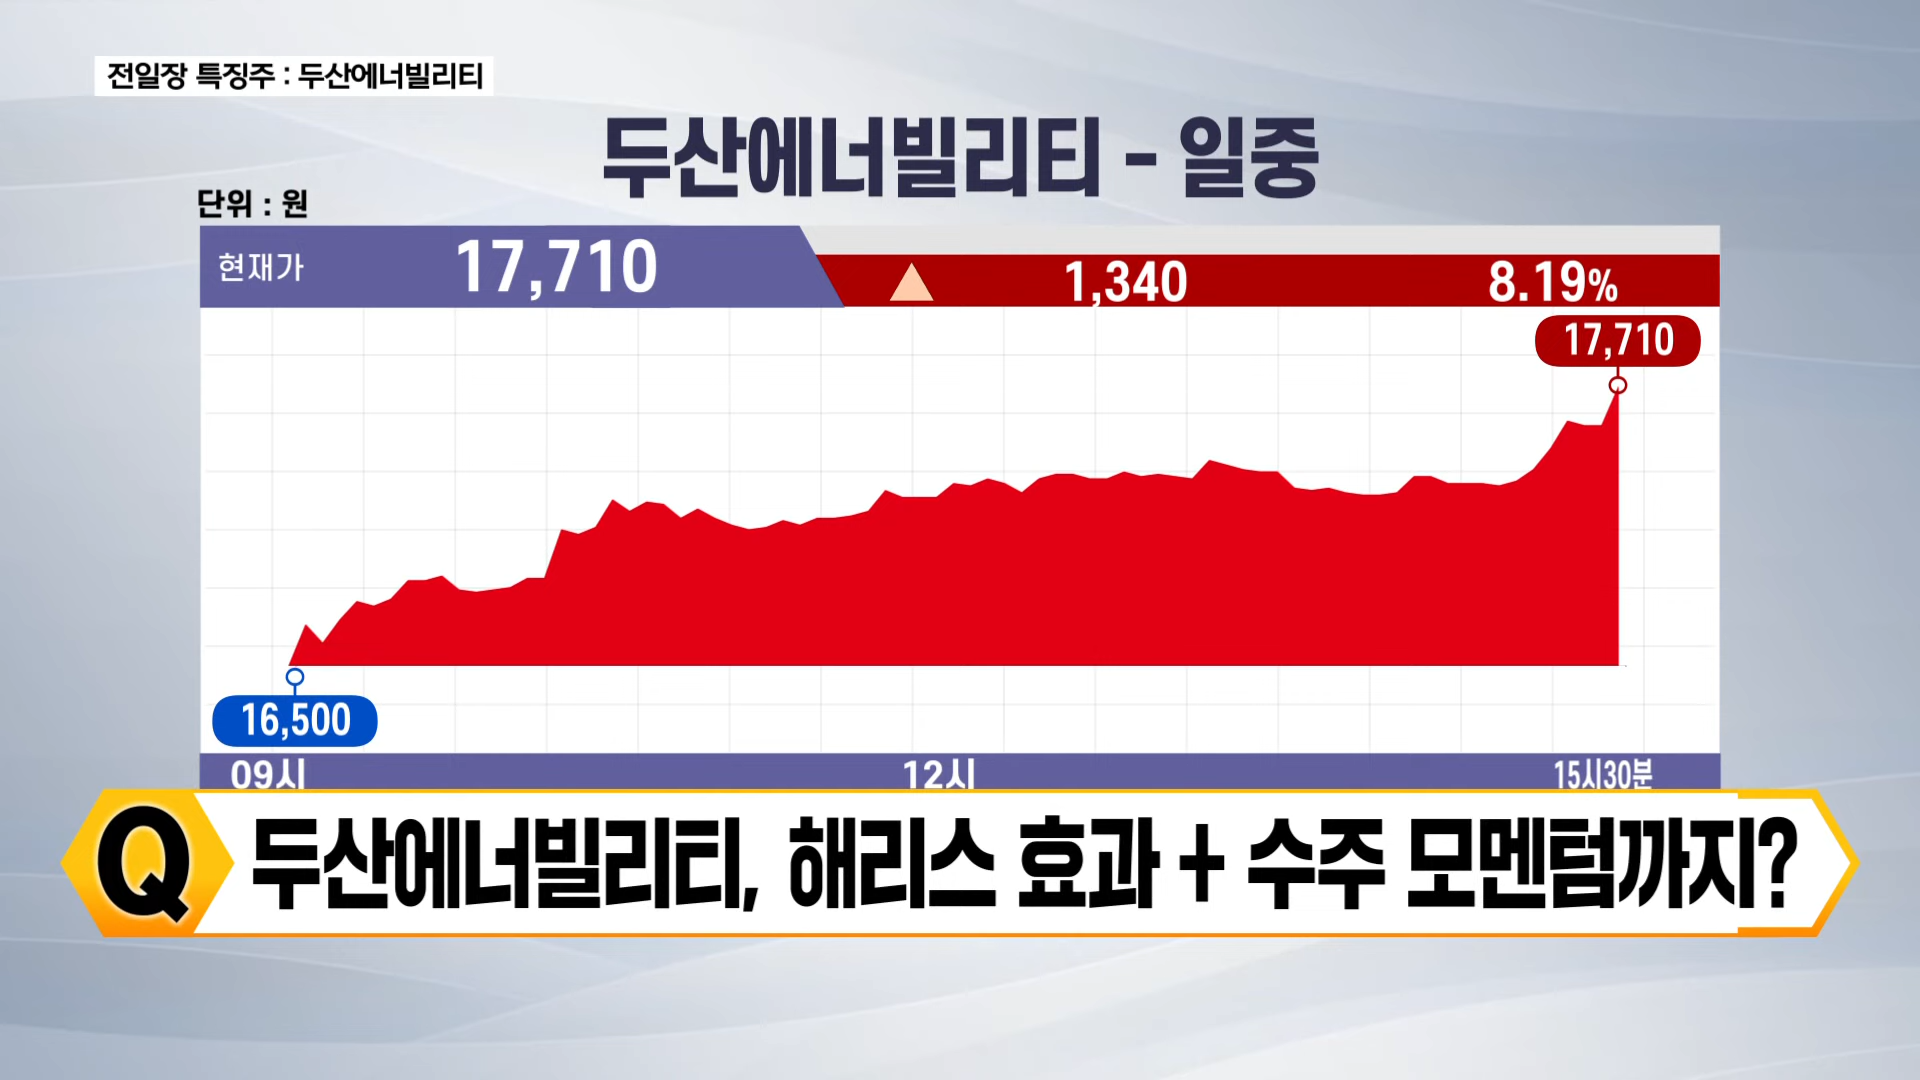 전일장 특징주 : 두산에너빌리티
두산에너빌리티 - 일중
단위 : 원
현재가 17,710 1,340 8.19%
17,710
16,500
09시 12시 15시30분
Q 두산에너빌리티, 해리스 효과 + 수주 모멘텀까지?